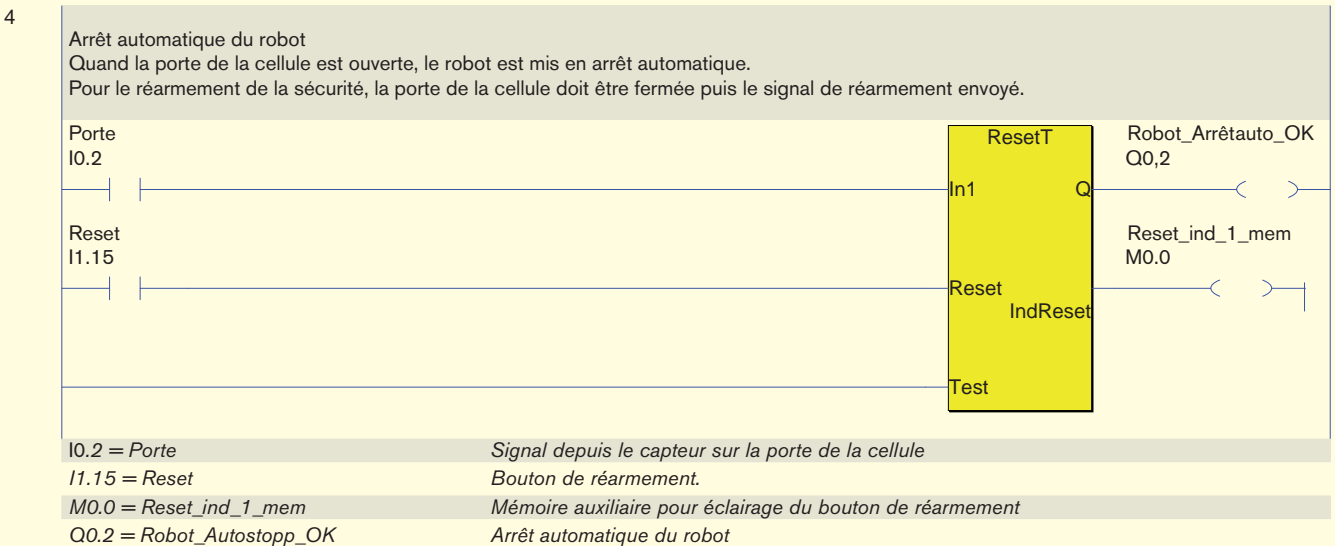 4
Arrêt automatique du robot
Quand la porte de la cellule est ouverte, le robot est mis en arrêt automatique.
Pour le réarmement de la sécurité, la porte de la cellule doit être fermée puis le signal de réarmement envoyé.
Porte
I0.2
ResetT
Robot_Arrêtauto_OK
Q0,2
In1
Q
Reset
I1.15
Reset_ind_1_mem
M0.0
Reset
IndReset
Test
I0.2 = Porte Signal depuis le capteur sur la porte de la cellule
I1.15 = Reset Bouton de réarmement.
M0.0 = Reset_ind_1_mem Mémoire auxiliaire pour éclairage du bouton de réarmement
Q0.2 = Robot_Autostopp_OK Arrêt automatique du robot